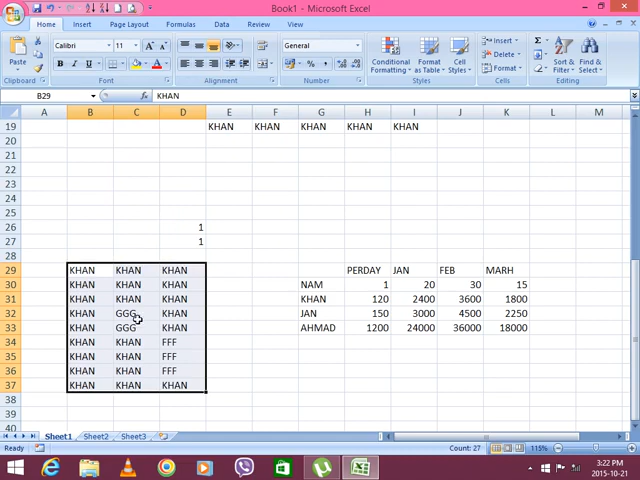 Book1 - Microsoft Excel
Home Insert Page Layout Formulas Data Review View
Paste
Clipboard
Calibri 11
B I U
Font
Alignment
General
$ % ,
Number
Conditional Formatting
Format as Table
Cell Styles
Styles
Insert
Delete
Format
Cells
Sort & Filter
Find & Select
Editing
B29 fx KHAN
A B C D E F G H I J K L M
19 KHAN KHAN KHAN KHAN KHAN
20
21
22
23
24
25
26 1
27 1
28
29 KHAN KHAN KHAN PERDAY JAN FEB MARH
30 KHAN KHAN KHAN NAM 1 20 30 15
31 KHAN KHAN KHAN KHAN 120 2400 3600 1800
32 KHAN GGG KHAN JAN 150 3000 4500 2250
33 KHAN GGG KHAN AHMAD 1200 24000 36000 18000
34 KHAN KHAN FFF
35 KHAN KHAN FFF
36 KHAN KHAN FFF
37 KHAN KHAN KHAN
38
39
40
Sheet1 Sheet2 Sheet3
Ready Count: 27 115%
3:22 PM
2015-10-21